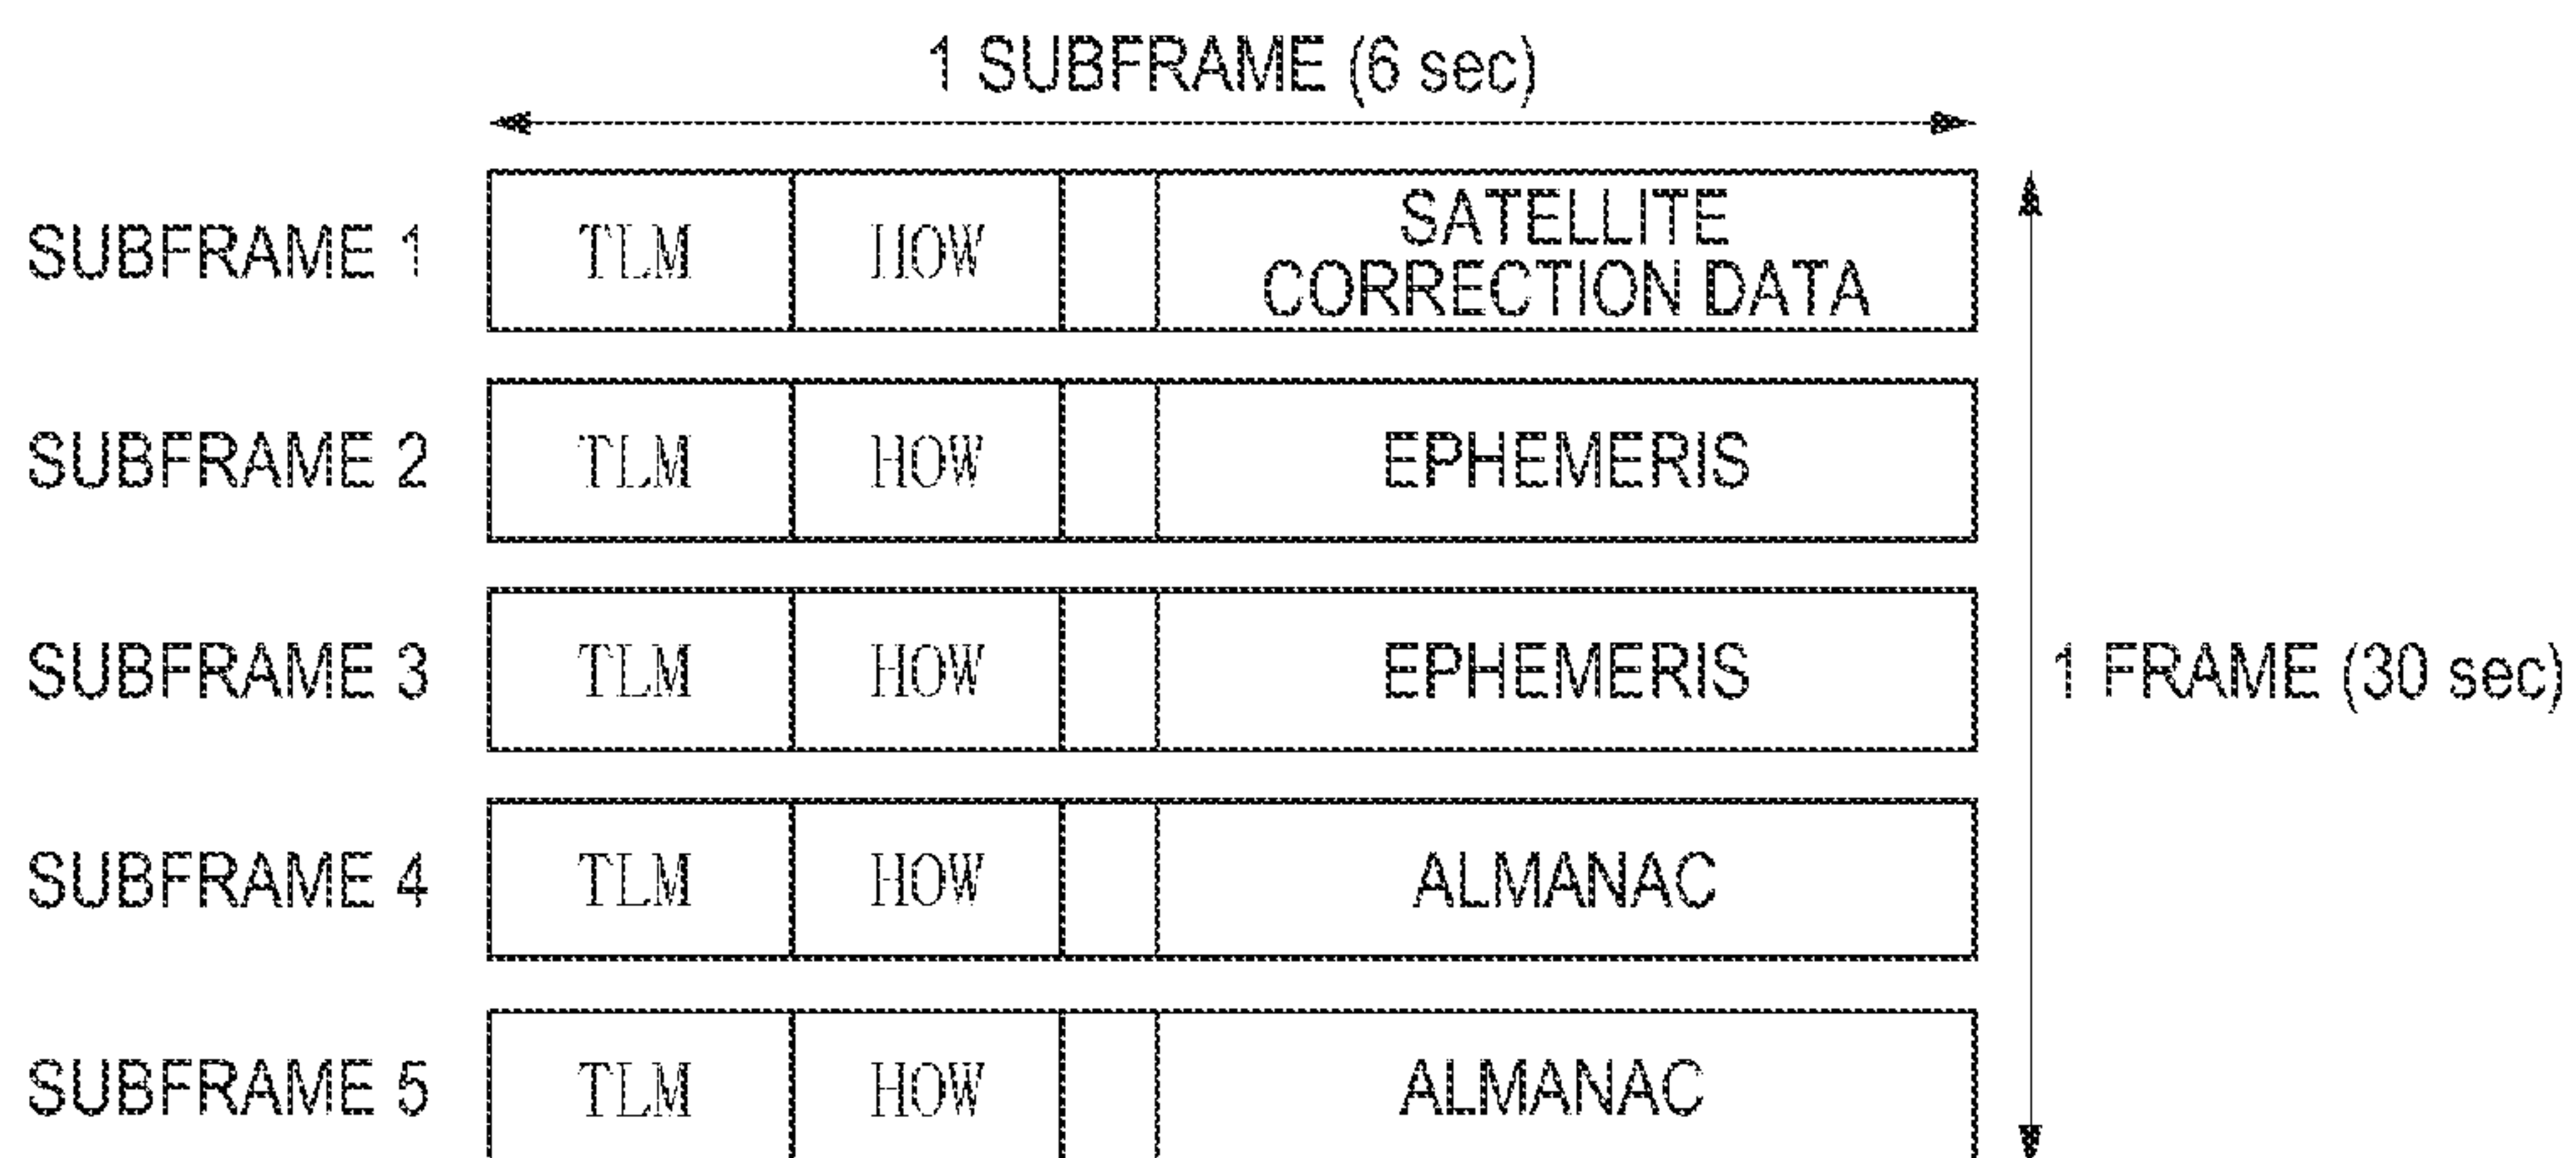 1 SUBFRAME (6 sec)
SUBFRAME 1 TLM HOW SATELLITE CORRECTION DATA
SUBFRAME 2 TLM HOW EPHEMERIS
SUBFRAME 3 TLM HOW EPHEMERIS
1 FRAME (30 sec)
SUBFRAME 4 TLM HOW ALMANAC
SUBFRAME 5 TLM HOW ALMANAC